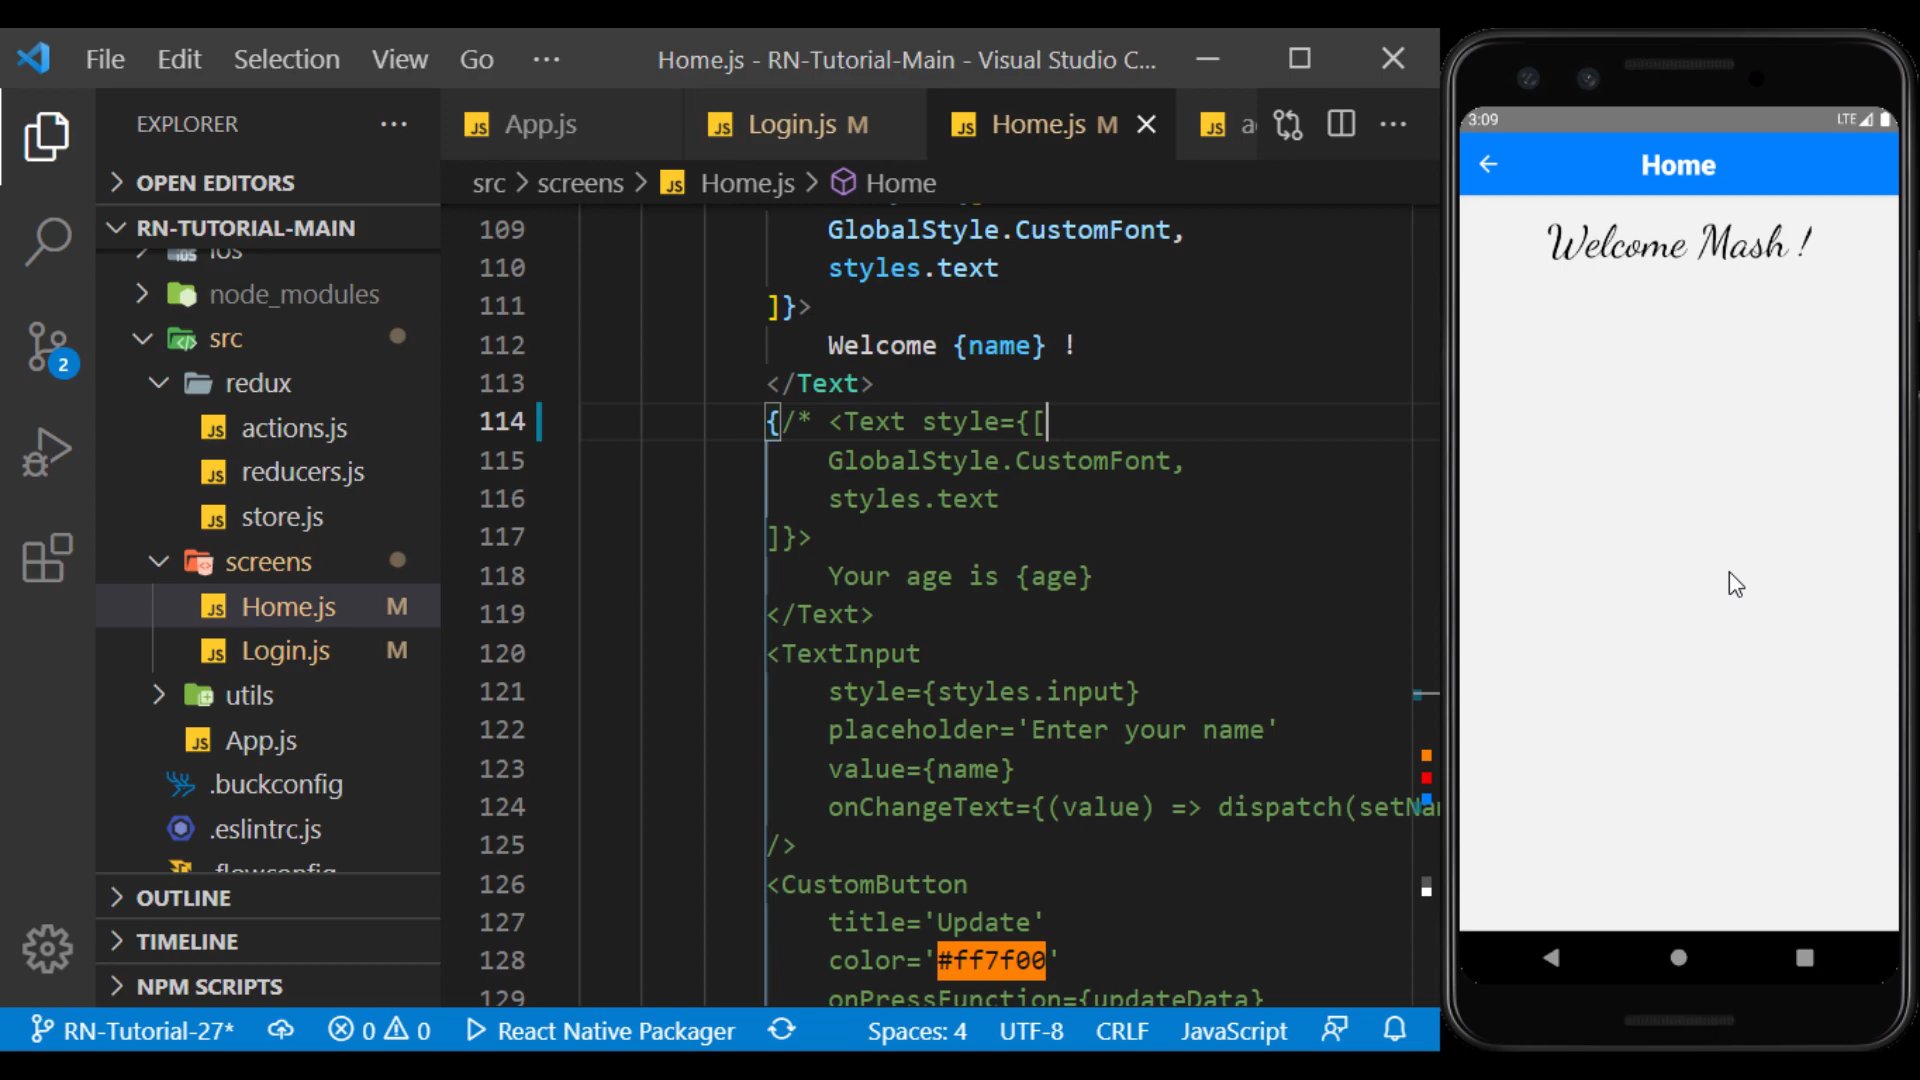 File Edit Selection View Go ··· Home.js - RN-Tutorial-Main - Visual Studio C...
EXPLORER ···
App.js
Login.js M
Home.js M
OPEN EDITORS
src > screens > Home.js > Home
RN-TUTORIAL-MAIN
ios
node_modules
src
redux
actions.js
reducers.js
store.js
screens
Home.js M
Login.js M
utils
App.js
.buckconfig
.eslintrc.js
.flowconfig
OUTLINE
TIMELINE
NPM SCRIPTS
2
109 GlobalStyle.CustomFont,
110 styles.text
111 ]}>
112 Welcome {name} !
113 </Text>
114 {/* <Text style={[
115 GlobalStyle.CustomFont,
116 styles.text
117 ]}>
118 Your age is {age}
119 </Text>
120 <TextInput
121 style={styles.input}
122 placeholder='Enter your name'
123 value={name}
124 onChangeText={(value) => dispatch(setNa
125 />
126 <CustomButton
127 title='Update'
128 color='#ff7f00'
129 onPressFunction={updateData}
RN-Tutorial-27* 0 0 React Native Packager Spaces: 4 UTF-8 CRLF JavaScript
3:09 LTE
Home
Welcome Mash !